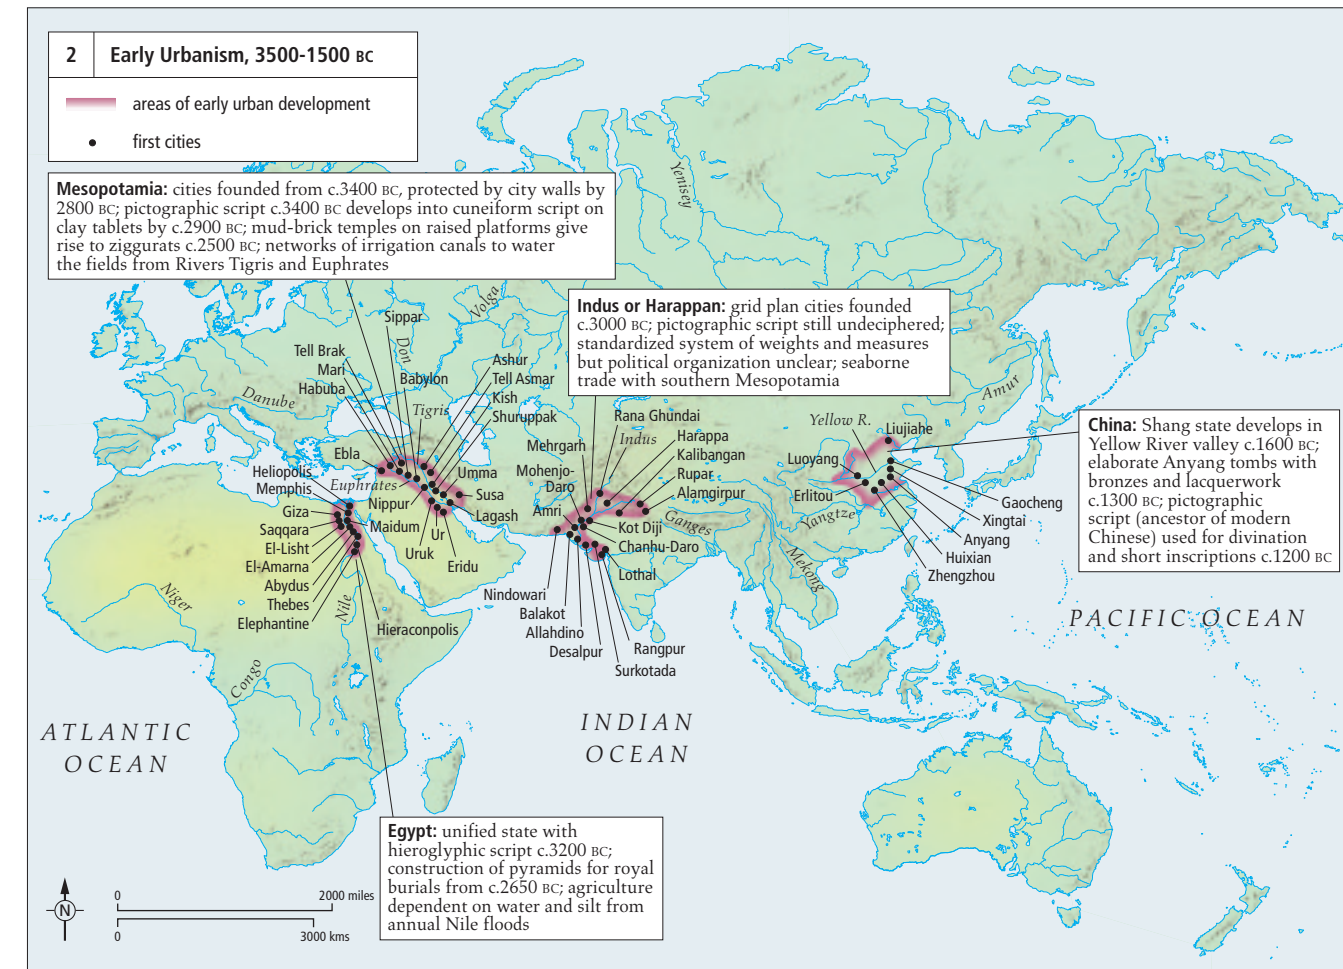 2 Early Urbanism, 3500-1500 BC
areas of early urban development
first cities
Mesopotamia: cities founded from c.3400 BC, protected by city walls by
2800 BC; pictographic script c.3400 BC develops into cuneiform script on
clay tablets by c.2900 BC; mud-brick temples on raised platforms give
rise to ziggurats c.2500 BC; networks of irrigation canals to water
the fields from Rivers Tigris and Euphrates
Indus or Harappan: grid plan cities founded
c.3000 BC; pictographic script still undeciphered;
standardized system of weights and measures
but political organization unclear; seaborne
trade with southern Mesopotamia
China: Shang state develops in
Yellow River valley c.1600 BC;
elaborate Anyang tombs with
bronzes and lacquerwork
c.1300 BC; pictographic
script (ancestor of modern
Chinese) used for divination
and short inscriptions c.1200 BC
Yenisey
Volga
Don
Danube
Tigris
Euphrates
Indus
Ganges
Yellow R.
Amur
Yangtze
Mekong
Niger
Nile
Congo
Sippar
Tell Brak
Mari
Habuba
Babylon
Ashur
Tell Asmar
Kish
Shuruppak
Ebla
Umma
Susa
Lagash
Nippur
Ur
Uruk
Eridu
Heliopolis
Memphis
Giza
Saqqara
Maidum
El-Lisht
El-Amarna
Abydus
Thebes
Elephantine
Hieraconpolis
Rana Ghundai
Mehrgarh
Harappa
Kalibangan
Rupar
Alamgirpur
Mohenjo-
Daro
Amri
Kot Diji
Chanhu-Daro
Lothal
Nindowari
Balakot
Allahdino
Desalpur
Rangpur
Surkotada
Liujiahe
Luoyang
Erlitou
Gaocheng
Xingtai
Anyang
Huixian
Zhengzhou
PACIFIC OCEAN
ATLANTIC
OCEAN
INDIAN
OCEAN
Egypt: unified state with
hieroglyphic script c.3200 BC;
construction of pyramids for royal
burials from c.2650 BC; agriculture
dependent on water and silt from
annual Nile floods
N
0 2000 miles
0 3000 kms